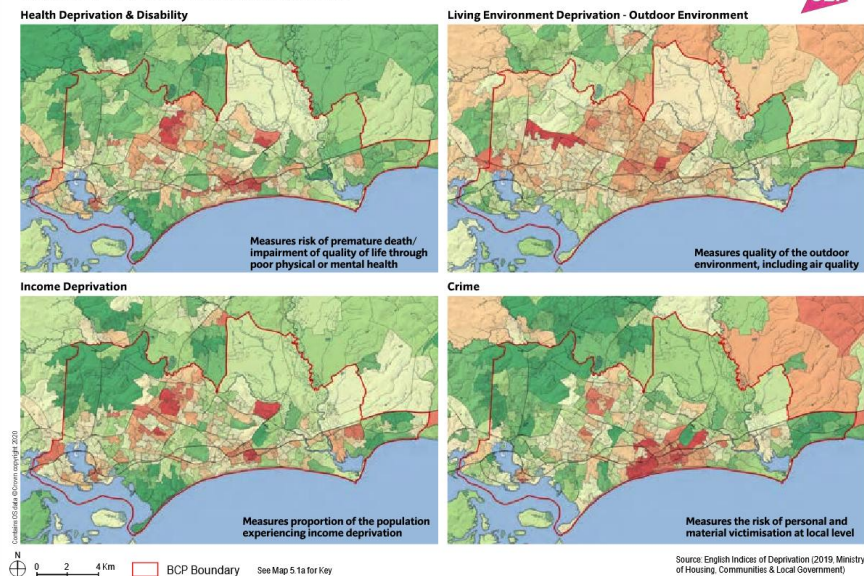 Health Deprivation & Disability
Measures risk of premature death/
impairment of quality of life through
poor physical or mental health
Living Environment Deprivation - Outdoor Environment
Measures quality of the outdoor
environment, including air quality
Income Deprivation
Measures proportion of the population
experiencing income deprivation
Crime
Measures the risk of personal and
material victimisation at local level
Contains OS data © Crown copyright 2020
N
0 2 4 Km
BCP Boundary
See Map 5.1a for Key
Source: English Indices of Deprivation (2019, Ministry
of Housing, Communities & Local Government)